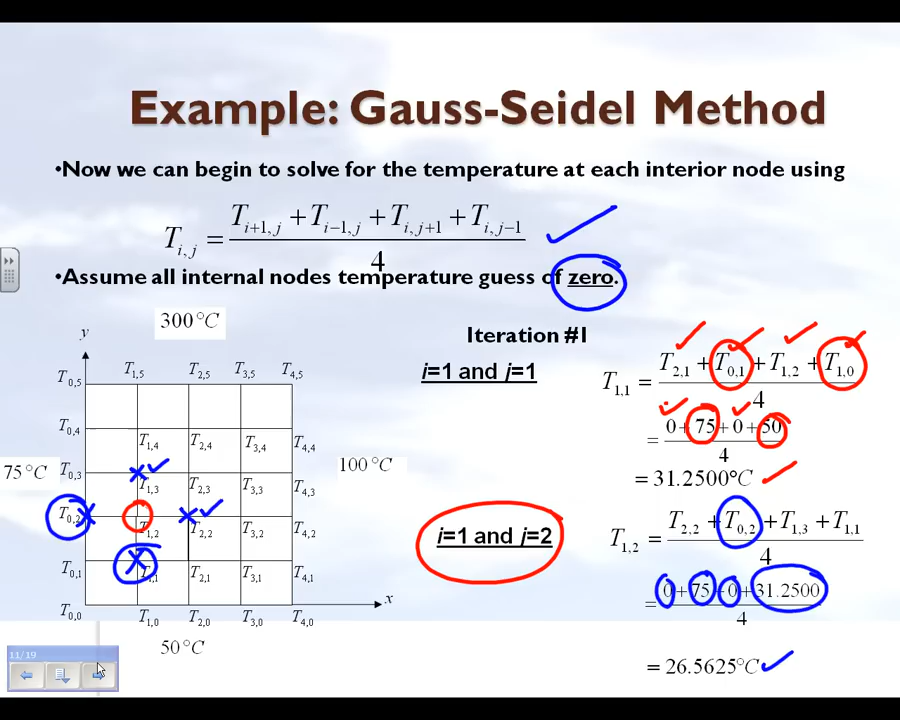 Example: Gauss-Seidel Method
•Now we can begin to solve for the temperature at each interior node using
T_{i,j} = \frac{T_{i+1,j} + T_{i-1,j} + T_{i,j+1} + T_{i,j-1}}{4}
•Assume all internal nodes temperature guess of zero.
300°C
y
T_{1,5} T_{2,5} T_{3,5} T_{4,5}
T_{0,5}
T_{0,4}
T_{1,4} T_{2,4} T_{3,4} T_{4,4}
75°C T_{0,3} 100°C
T_{1,3} T_{2,3} T_{3,3} T_{4,3}
T_{0,2}
T_{1,2} T_{2,2} T_{3,2} T_{4,2}
T_{0,1}
T_{1,1} T_{2,1} T_{3,1} T_{4,1}
x
T_{0,0} T_{1,0} T_{2,0} T_{3,0} T_{4,0}
50°C
Iteration #1
i=1 and j=1
T_{1,1} = \frac{T_{2,1} + T_{0,1} + T_{1,2} + T_{1,0}}{4}
= \frac{0+75+0+50}{4}
= 31.2500°C
i=1 and j=2
T_{1,2} = \frac{T_{2,2} + T_{0,2} + T_{1,3} + T_{1,1}}{4}
= \frac{0+75+0+31.2500}{4}
= 26.5625°C
11/19